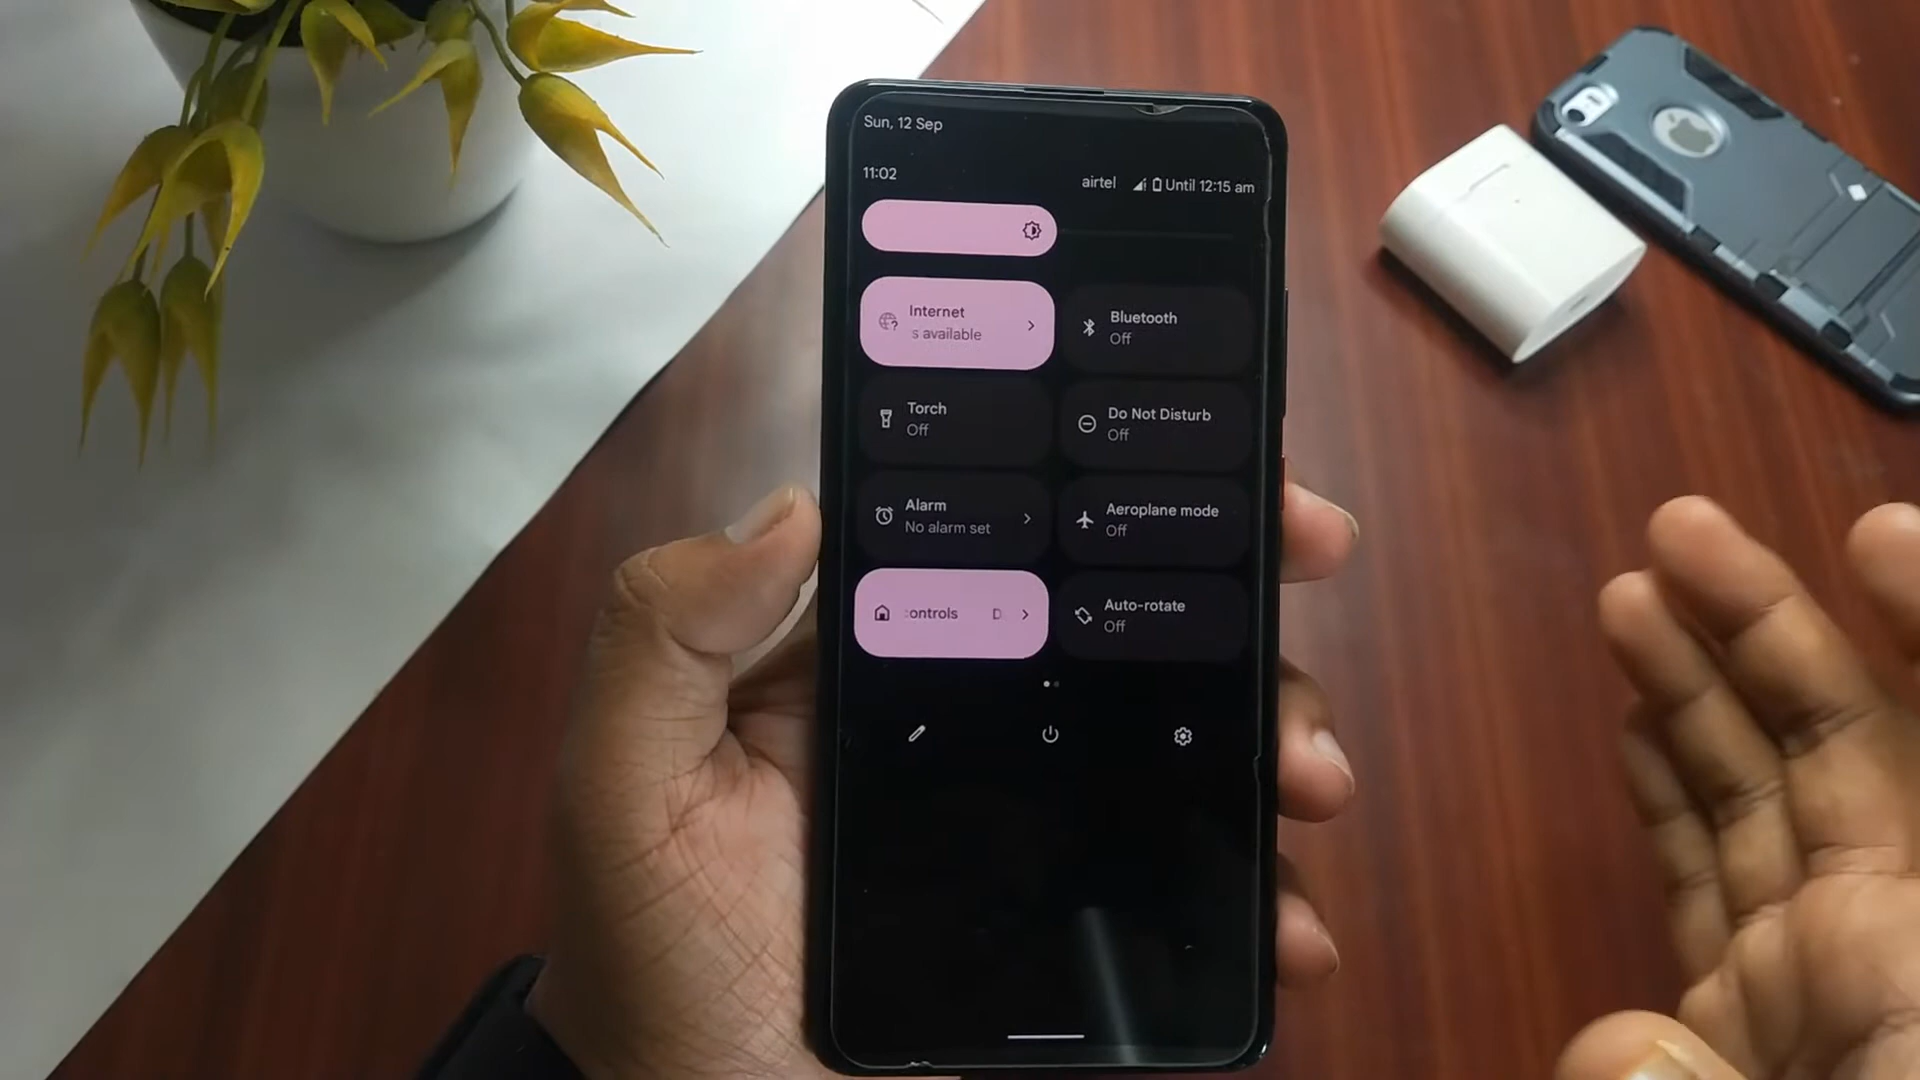 Sun, 12 Sep
11:02
airtel
Until 12:15 am
Internet
s available
Bluetooth
Off
Torch
Off
Do Not Disturb
Off
Alarm
No alarm set
Aeroplane mode
Off
ontrols D
Auto-rotate
Off